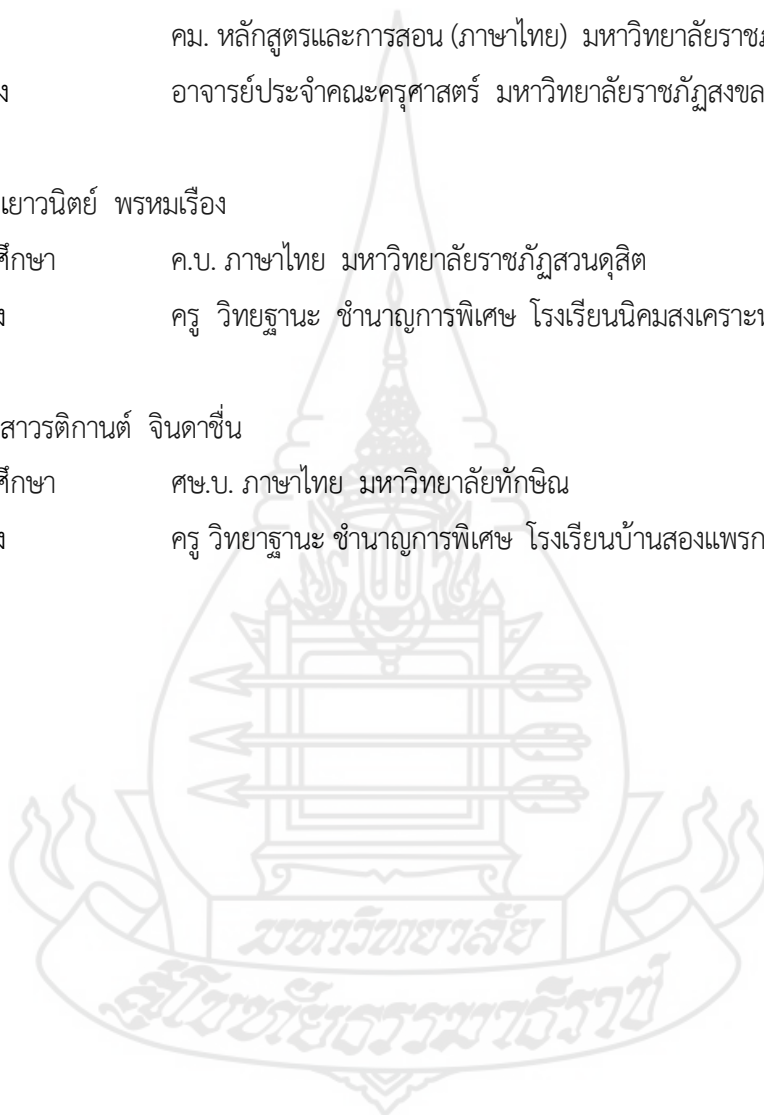 คม. หลักสูตรและการสอน (ภาษาไทย) มหาวิทยาลัยราชภ
ง อาจารย์ประจำคณะครุศาสตร์ มหาวิทยาลัยราชภัฏสงขล
เยาวนิตย์ พรหมเรือง
ศึกษา ค.บ. ภาษาไทย มหาวิทยาลัยราชภัฏสวนดุสิต
ง ครู วิทยฐานะ ชำนาญการพิเศษ โรงเรียนนิคมสงเคราะห
สาวรติกานต์ จินดาชื่น
ศึกษา ศษ.บ. ภาษาไทย มหาวิทยาลัยทักษิณ
ง ครู วิทยาฐานะ ชำนาญการพิเศษ โรงเรียนบ้านสองแพรก
มหาวิทยาลัย
สุโขทัยธรรมาธิราช